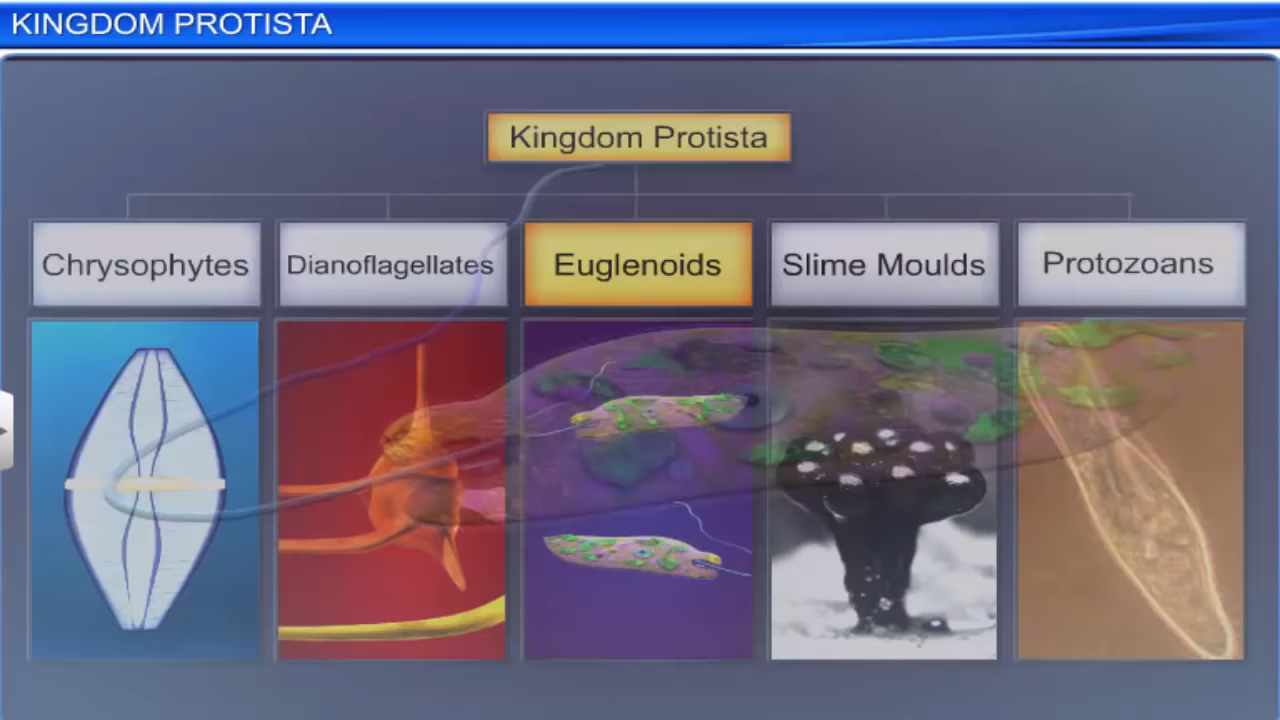 KINGDOM PROTISTA
Kingdom Protista
Chrysophytes
Dianoflagellates
Euglenoids
Slime Moulds
Protozoans